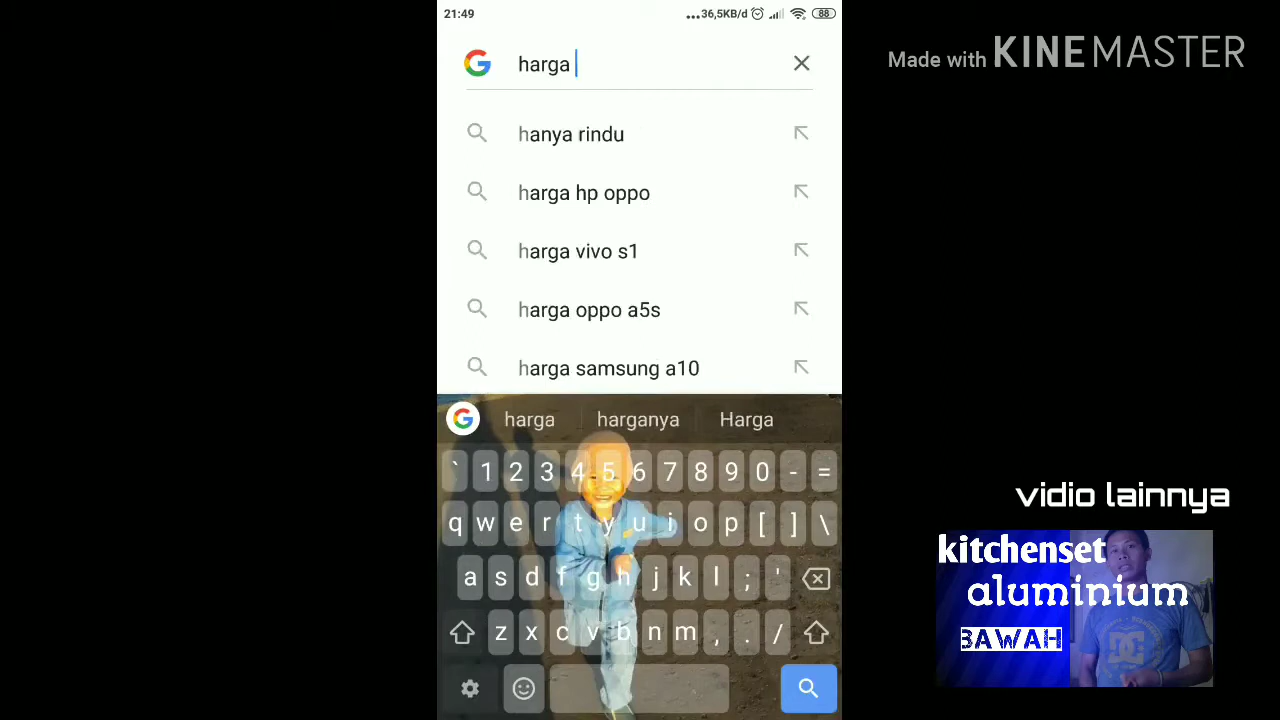 21:49
...36,5KB/d
88
Made with KINEMASTER
harga
hanya rindu
harga hp oppo
harga vivo s1
harga oppo a5s
harga samsung a10
harga harganya Harga
` 1 2 3 4 5 6 7 8 9 0 - =
q w e r t y u i o p [ ] \
a s d f g h j k l ; '
z x c v b n m , . /
vidio lainnya
kitchenset
aluminium
BAWAH
DC